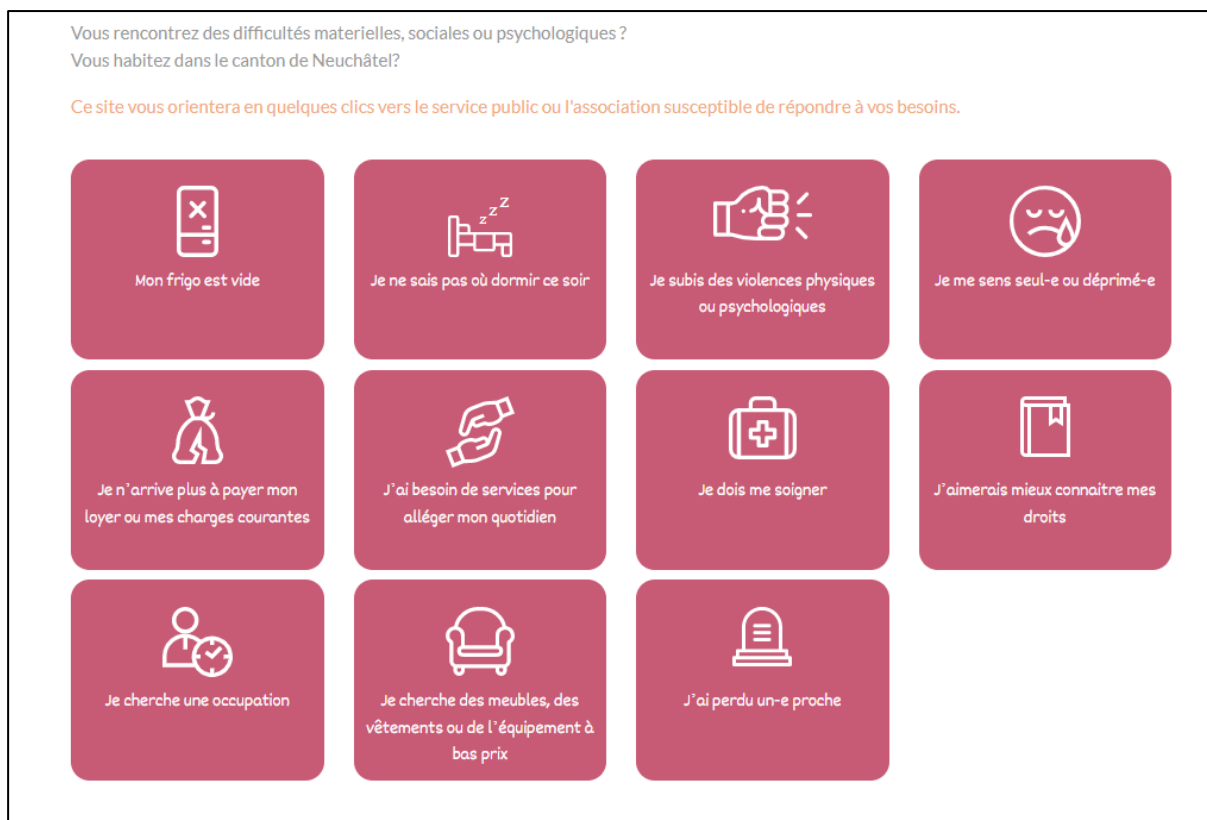 Vous rencontrez des difficultés materielles, sociales ou psychologiques ?
Vous habitez dans le canton de Neuchâtel?
Ce site vous orientera en quelques clics vers le service public ou l'association susceptible de répondre à vos besoins.
Mon frigo est vide
z z z
Je ne sais pas où dormir ce soir
Je subis des violences physiques
ou psychologiques
Je me sens seul-e ou déprimé-e
Je n'arrive plus à payer mon
loyer ou mes charges courantes
J'ai besoin de services pour
alléger mon quotidien
Je dois me soigner
J'aimerais mieux connaitre mes
droits
Je cherche une occupation
Je cherche des meubles, des
vêtements ou de l'équipement à
bas prix
J'ai perdu un-e proche